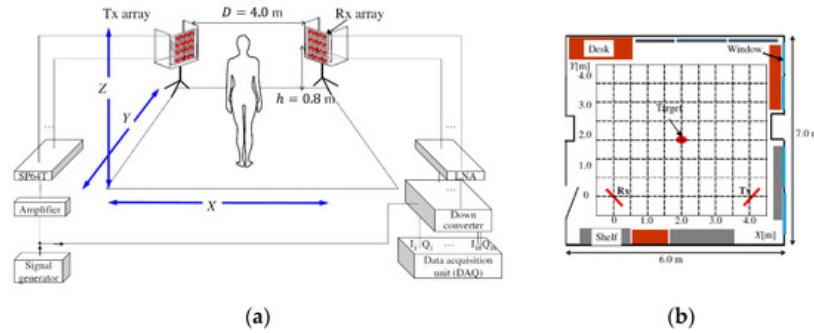 Tx array
D = 4.0 m
Rx array
Z
Y
h = 0.8 m
...
...
SP64T
LNA
X
Amplifier
Down
converter
Signal
generator
I₁ Q₁ ... I₁₆ Q₁₆
Data acquisition
unit (DAQ)
(a)
Desk
Window
Y[m]
4.0
3.0
Target
2.0
7.0 m
1.0
Rx
Tx
0
0 1.0 2.0 3.0 4.0
Shelf
X[m]
6.0 m
(b)